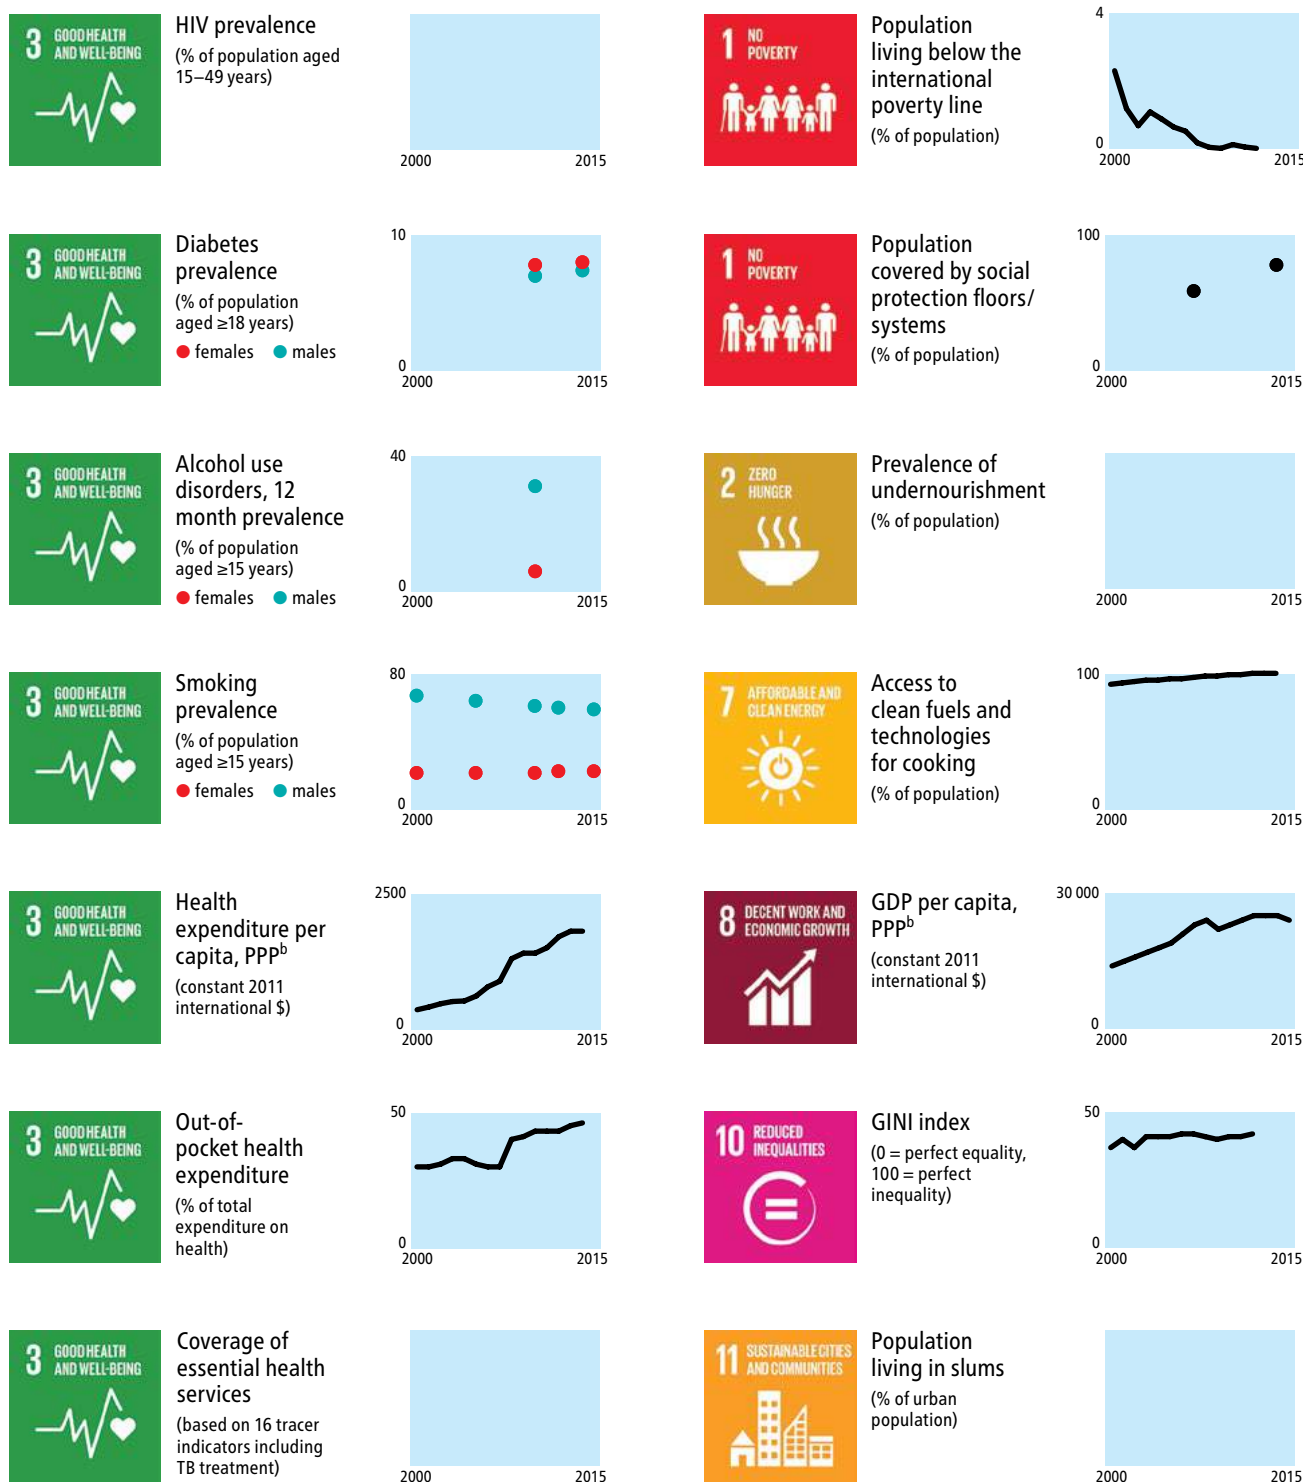 3 GOOD HEALTH
AND WELL-BEING
HIV prevalence
(% of population aged
15–49 years)
2000 2015
1 NO
POVERTY
Population
living below the
international
poverty line
(% of population)
4
0
2000 2015
3 GOOD HEALTH
AND WELL-BEING
Diabetes
prevalence
(% of population
aged ≥18 years)
females males
10
0
2000 2015
1 NO
POVERTY
Population
covered by social
protection floors/
systems
(% of population)
100
0
2000 2015
3 GOOD HEALTH
AND WELL-BEING
Alcohol use
disorders, 12
month prevalence
(% of population
aged ≥15 years)
females males
40
0
2000 2015
2 ZERO
HUNGER
Prevalence of
undernourishment
(% of population)
2000 2015
3 GOOD HEALTH
AND WELL-BEING
Smoking
prevalence
(% of population
aged ≥15 years)
females males
80
0
2000 2015
7 AFFORDABLE AND
CLEAN ENERGY
Access to
clean fuels and
technologies
for cooking
(% of population)
100
0
2000 2015
3 GOOD HEALTH
AND WELL-BEING
Health
expenditure per
capita, PPPᵇ
(constant 2011
international $)
2500
0
2000 2015
8 DECENT WORK AND
ECONOMIC GROWTH
GDP per capita,
PPPᵇ
(constant 2011
international $)
30 000
0
2000 2015
3 GOOD HEALTH
AND WELL-BEING
Out-of-
pocket health
expenditure
(% of total
expenditure on
health)
50
0
2000 2015
10 REDUCED
INEQUALITIES
GINI index
(0 = perfect equality,
100 = perfect
inequality)
50
0
2000 2015
3 GOOD HEALTH
AND WELL-BEING
Coverage of
essential health
services
(based on 16 tracer
indicators including
TB treatment)
2000 2015
11 SUSTAINABLE CITIES
AND COMMUNITIES
Population
living in slums
(% of urban
population)
2000 2015